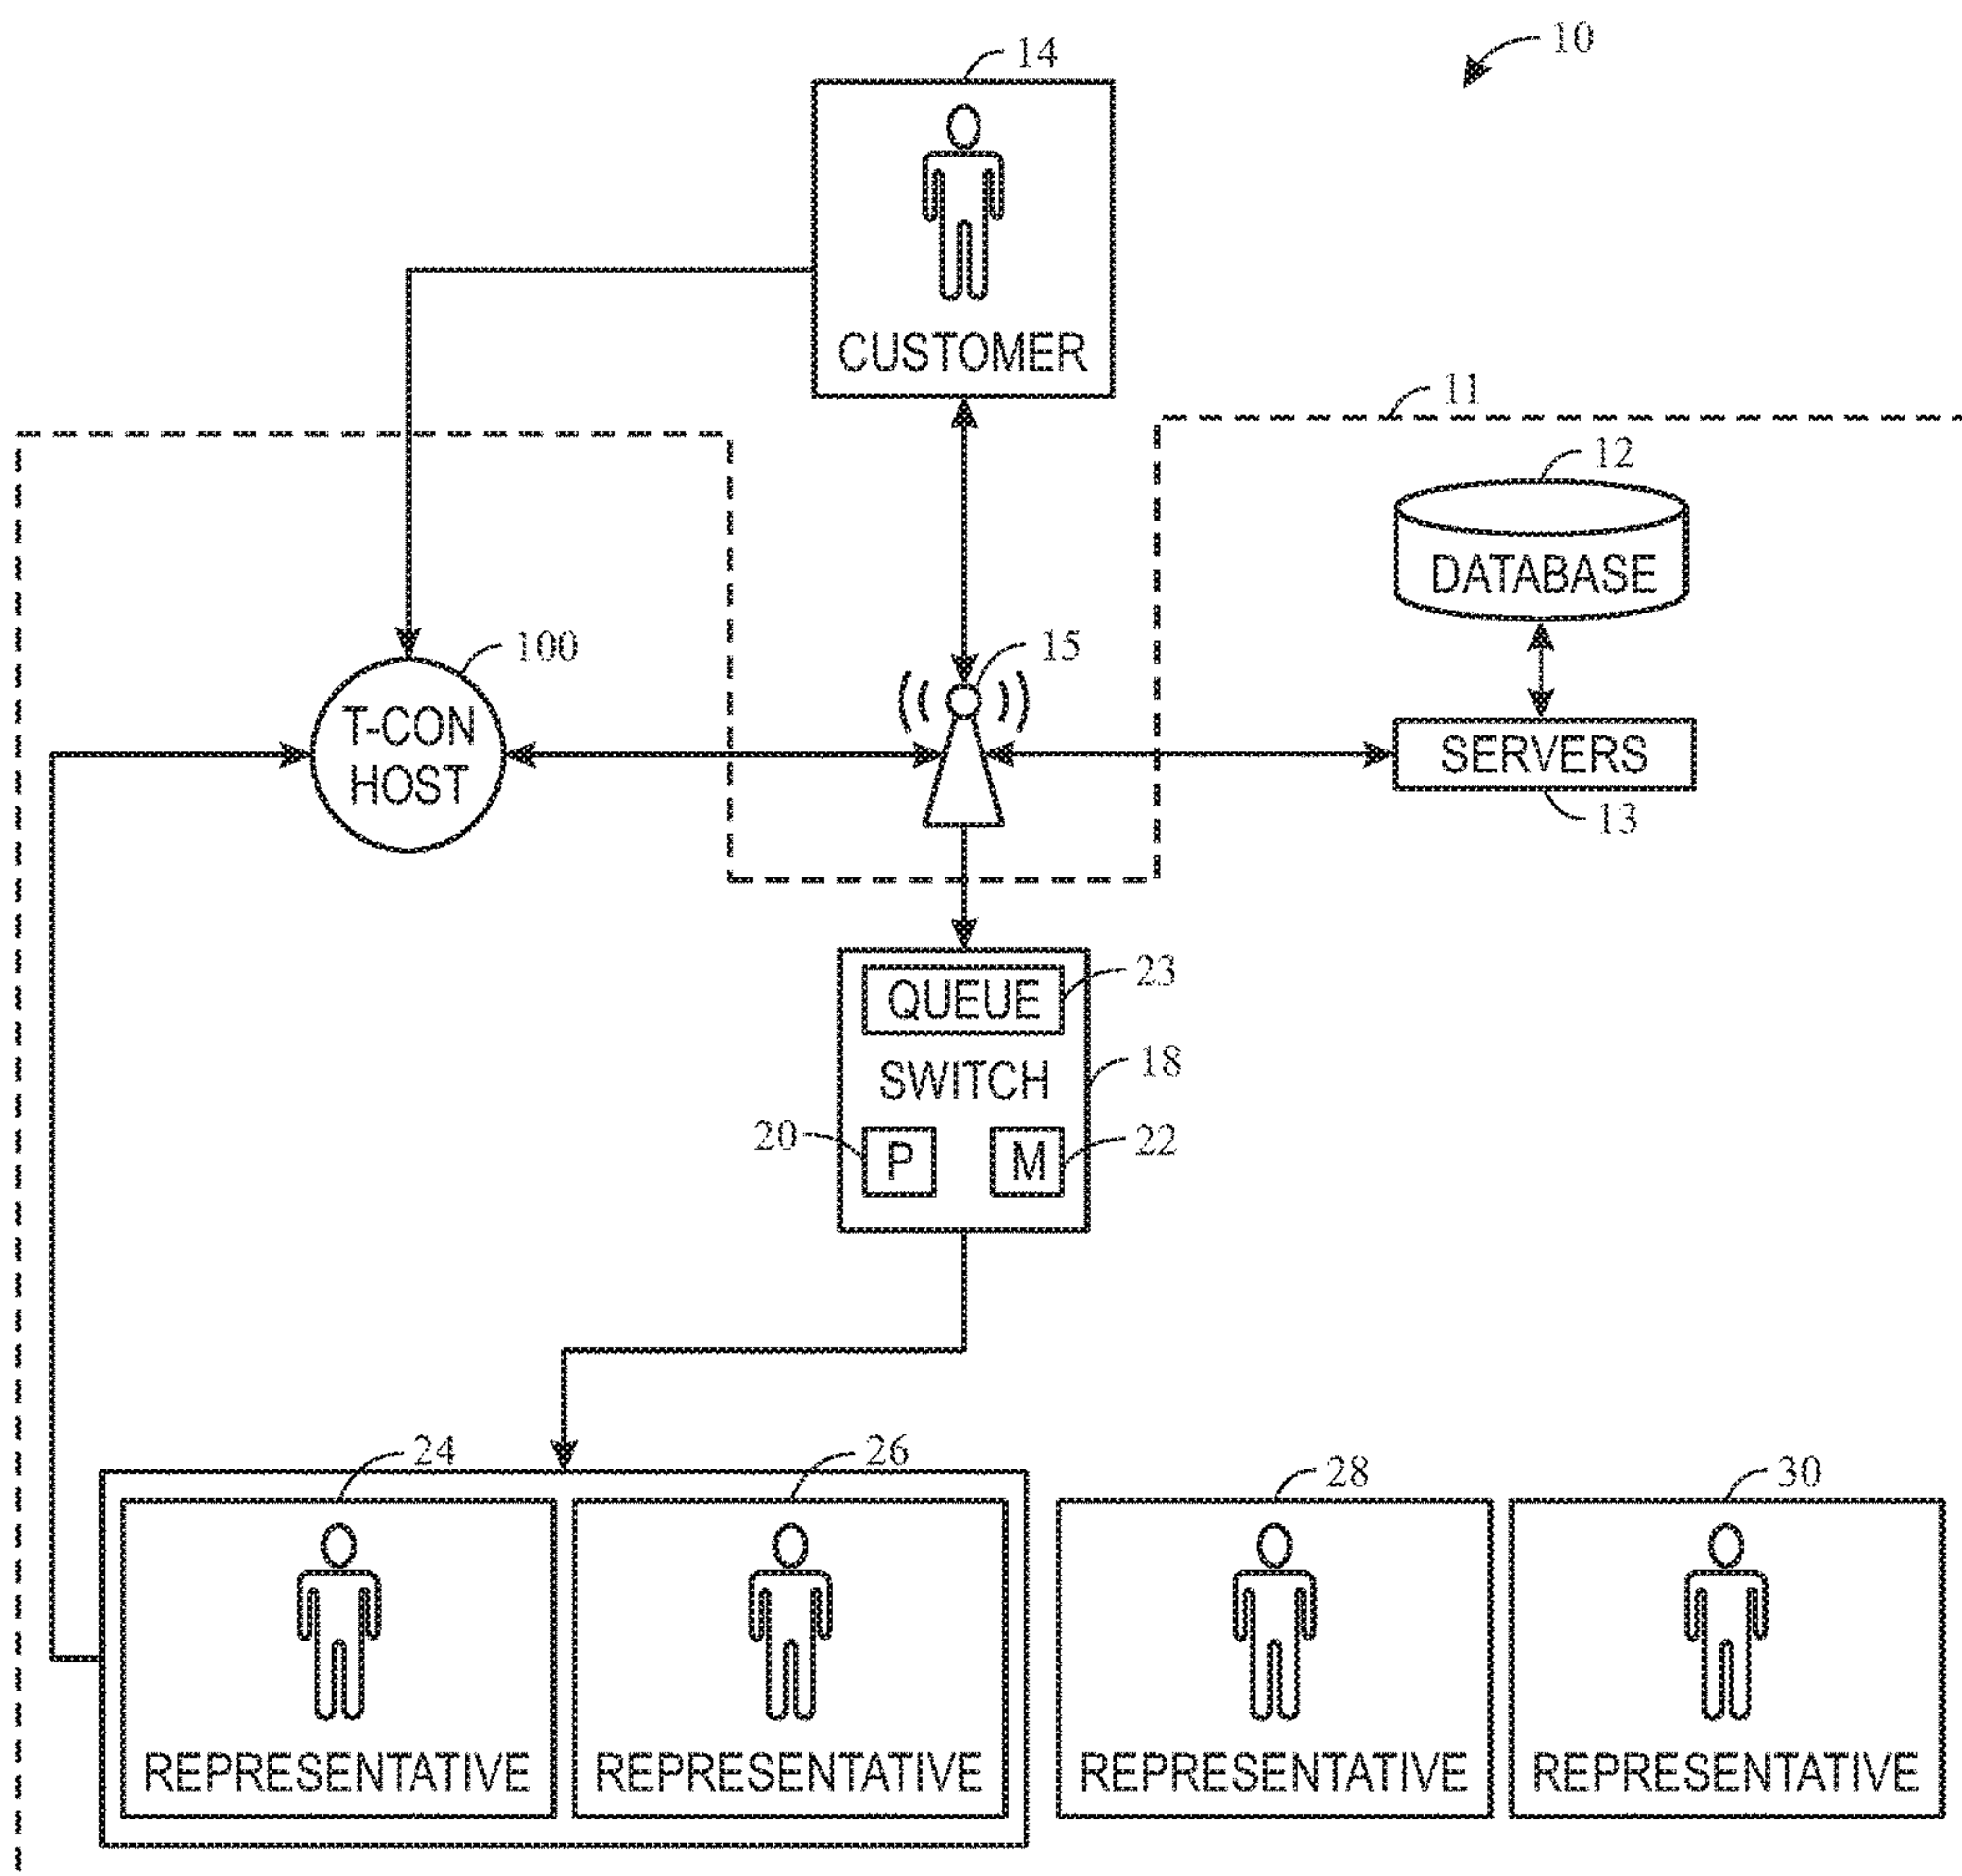 10
14
CUSTOMER
11
12
DATABASE
100
T-CON
HOST
15
SERVERS
13
QUEUE
23
SWITCH
18
20
P
M
22
24
26
28
30
REPRESENTATIVE
REPRESENTATIVE
REPRESENTATIVE
REPRESENTATIVE